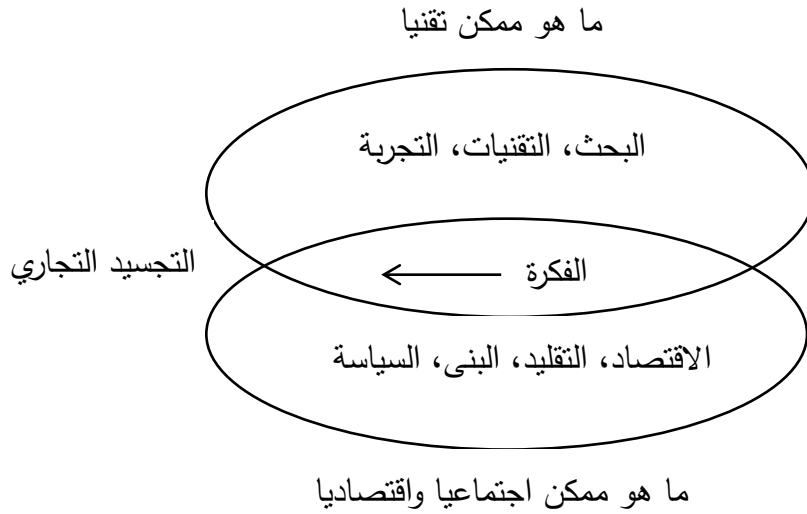 ما هو ممكن تقنيا
البحث، التقنيات، التجربة
الفكرة
التجسيد التجاري
الاقتصاد، التقليد، البنى، السياسة
ما هو ممكن اجتماعيا واقتصاديا